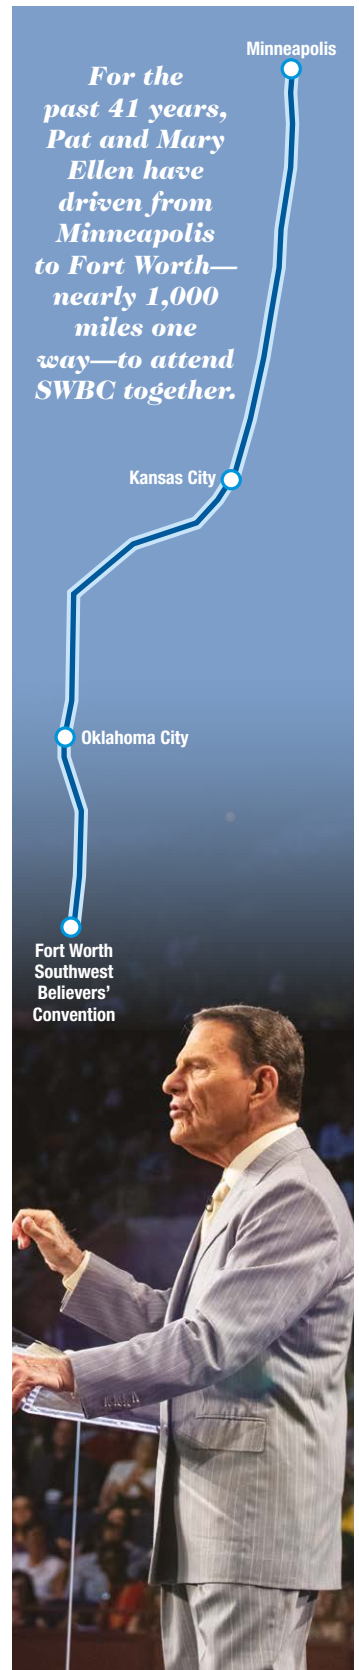 Minneapolis
For the
past 41 years,
Pat and Mary
Ellen have
driven from
Minneapolis
to Fort Worth—
nearly 1,000
miles one
way—to attend
SWBC together.
Kansas City
Oklahoma City
Fort Worth
Southwest
Believers’
Convention